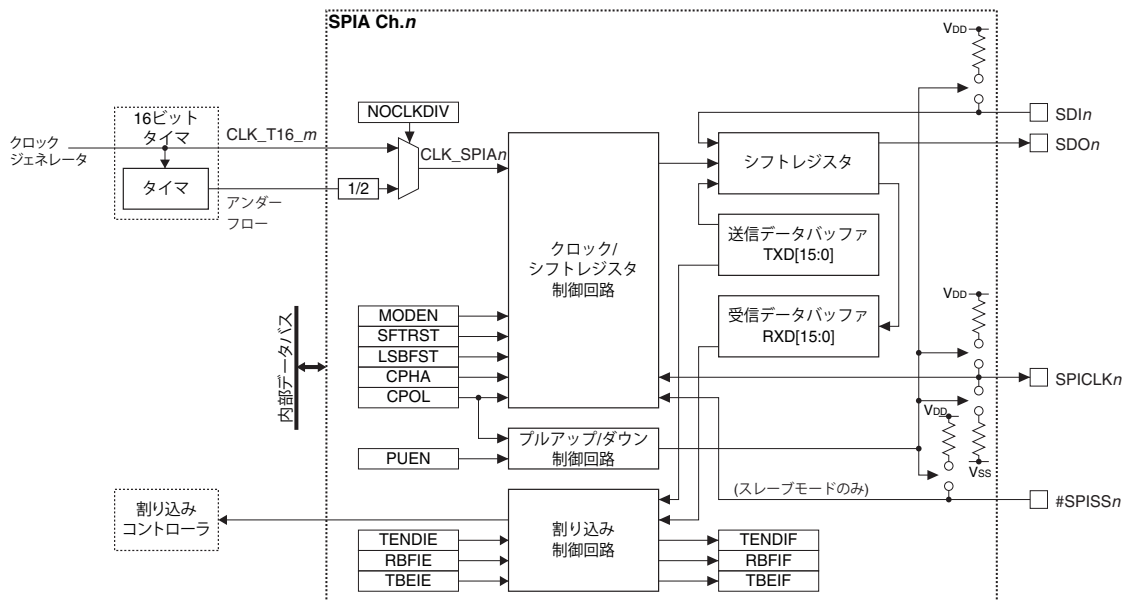 SPIA Ch.n
VDD
16ビット
タイマ
クロック
ジェネレータ
CLK_T16_m
タイマ
アンダー
フロー
1/2
NOCLKDIV
CLK_SPIAn
クロック/
シフトレジスタ
制御回路
シフトレジスタ
送信データバッファ
TXD[15:0]
受信データバッファ
RXD[15:0]
SDIn
SDOn
VDD
SPICLKn
VDD
VSS
#SPISSn
内部データバス
MODEN
SFTRST
LSBFST
CPHA
CPOL
PUEN
プルアップ/ダウン
制御回路
(スレーブモードのみ)
割り込み
コントローラ
割り込み
制御回路
TENDIE
RBFIE
TBEIE
TENDIF
RBFIF
TBEIF